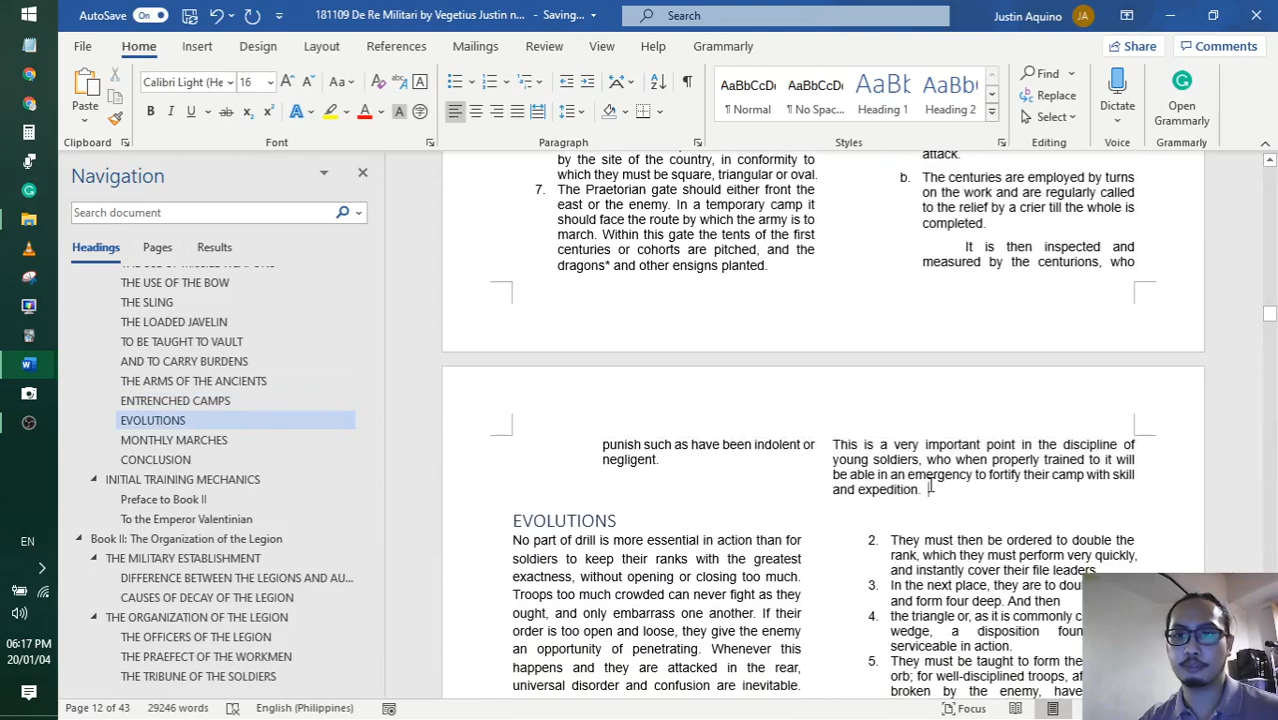 AutoSave
On
181109 De Re Militari by Vegetius Justin n... - Saving...
Search
Justin Aquino
JA
File
Home
Insert
Design
Layout
References
Mailings
Review
View
Help
Grammarly
Share
Comments
Paste
Clipboard
Calibri Light (He
16
Font
Paragraph
AaBbCcDc
¶ Normal
AaBbCcDc
¶ No Spac...
AaBbCc
Heading 1
AaBbCcD
Heading 2
Styles
Find
Replace
Select
Editing
Dictate
Voice
Open
Grammarly
Grammarly
Navigation
Search document
Headings
Pages
Results
THE USE OF THE BOW
THE SLING
THE LOADED JAVELIN
TO BE TAUGHT TO VAULT
AND TO CARRY BURDENS
THE ARMS OF THE ANCIENTS
ENTRENCHED CAMPS
EVOLUTIONS
MONTHLY MARCHES
CONCLUSION
INITIAL TRAINING MECHANICS
Preface to Book II
To the Emperor Valentinian
Book II: The Organization of the Legion
THE MILITARY ESTABLISHMENT
DIFFERENCE BETWEEN THE LEGIONS AND AU...
CAUSES OF DECAY OF THE LEGION
THE ORGANIZATION OF THE LEGION
THE OFFICERS OF THE LEGION
THE PRAEFECT OF THE WORKMEN
THE TRIBUNE OF THE SOLDIERS
by the site of the country, in conformity to
which they must be square, triangular or oval.
7. The Praetorian gate should either front the
east or the enemy. In a temporary camp it
should face the route by which the army is to
march. Within this gate the tents of the first
centuries or cohorts are pitched, and the
dragons* and other ensigns planted.
attack.
b. The centuries are employed by turns
on the work and are regularly called
to the relief by a crier till the whole is
completed.
It is then inspected and
measured by the centurions, who
punish such as have been indolent or
negligent.
This is a very important point in the discipline of
young soldiers, who when properly trained to it will
be able in an emergency to fortify their camp with skill
and expedition.
EVOLUTIONS
No part of drill is more essential in action than for
soldiers to keep their ranks with the greatest
exactness, without opening or closing too much.
Troops too much crowded can never fight as they
ought, and only embarrass one another. If their
order is too open and loose, they give the enemy
an opportunity of penetrating. Whenever this
happens and they are attacked in the rear,
universal disorder and confusion are inevitable.
2. They must then be ordered to double the
rank, which they must perform very quickly,
and instantly cover their file leaders.
3. In the next place, they are to
and form four deep. And then
4. the triangle or, as it is commonly
wedge, a disposition
serviceable in action.
5. They must be taught to form the
orb; for well-disciplined troops,
broken by the enemy, have
EN
06:17 PM
20/01/04
Page 12 of 43
29246 words
English (Philippines)
Focus